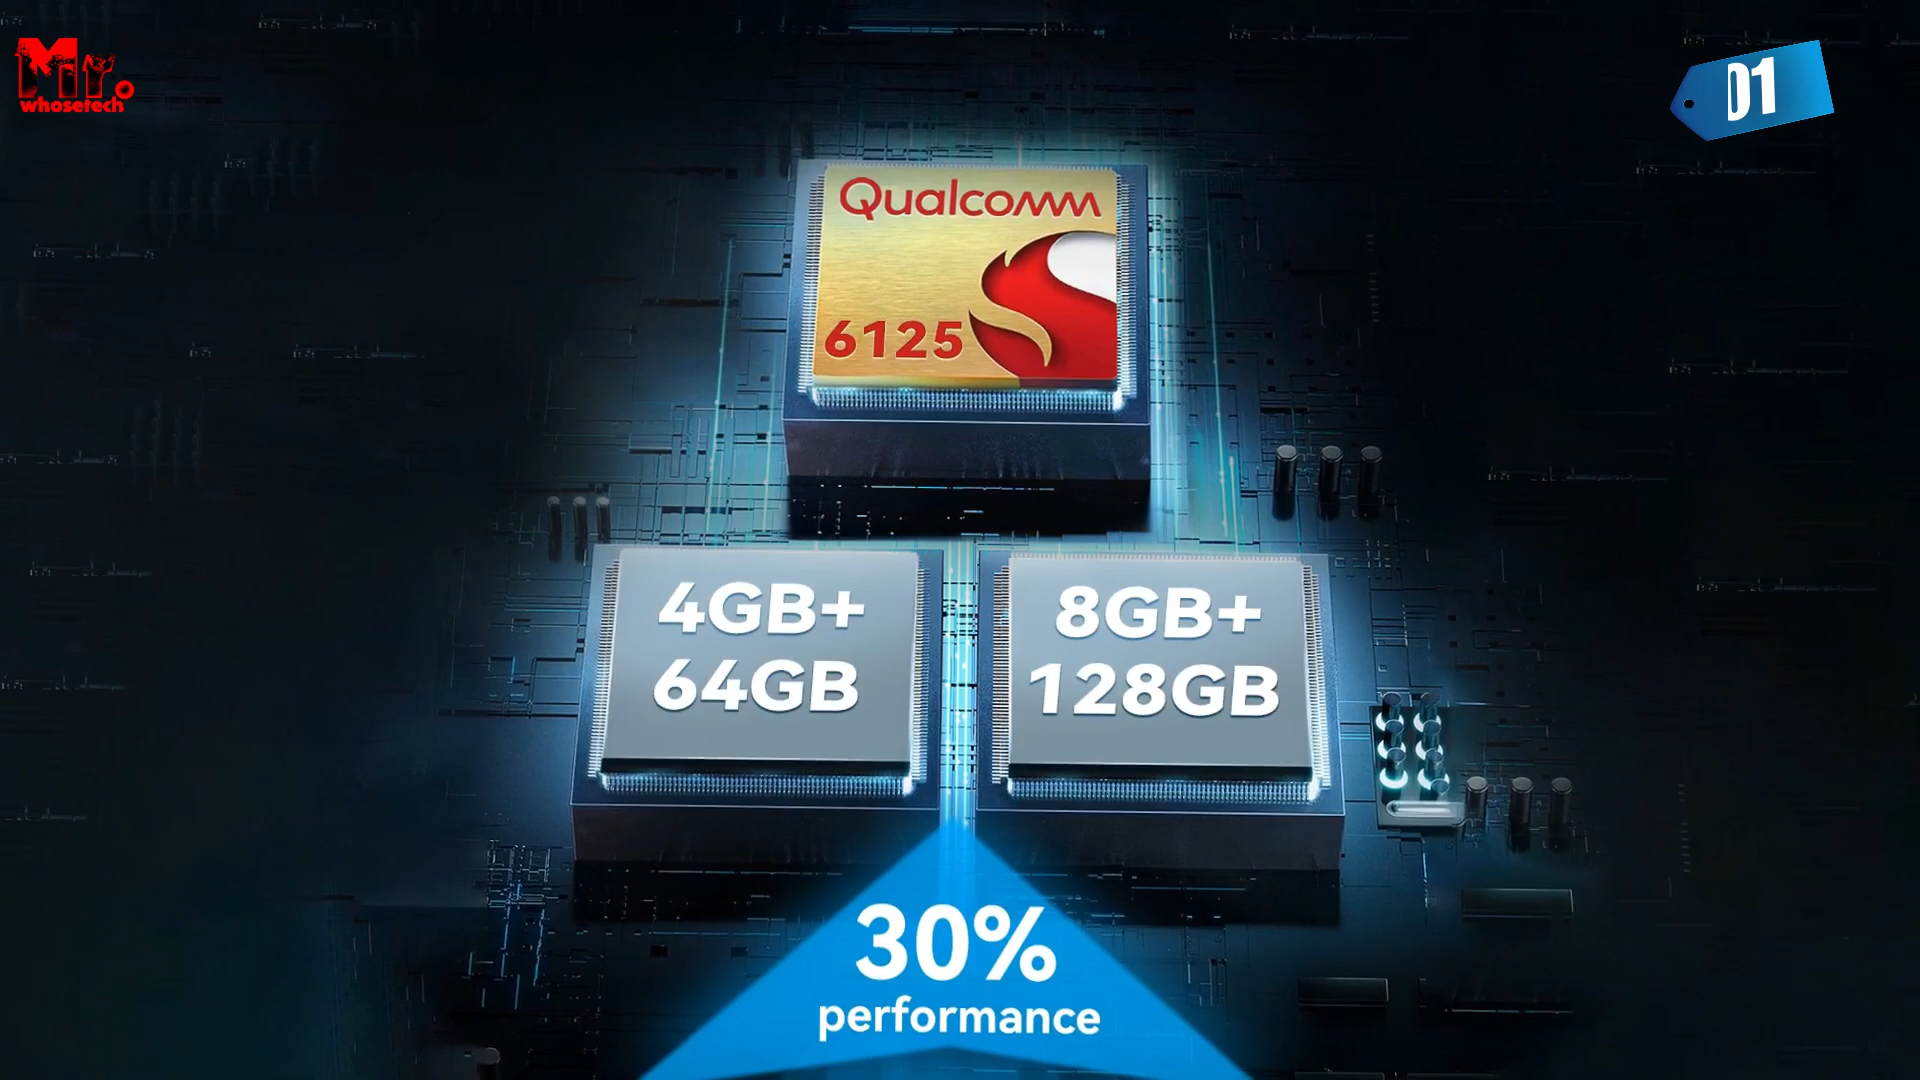 Mr.
whosetech
01
Qualcomm
6125
4GB+
64GB
8GB+
128GB
30%
performance